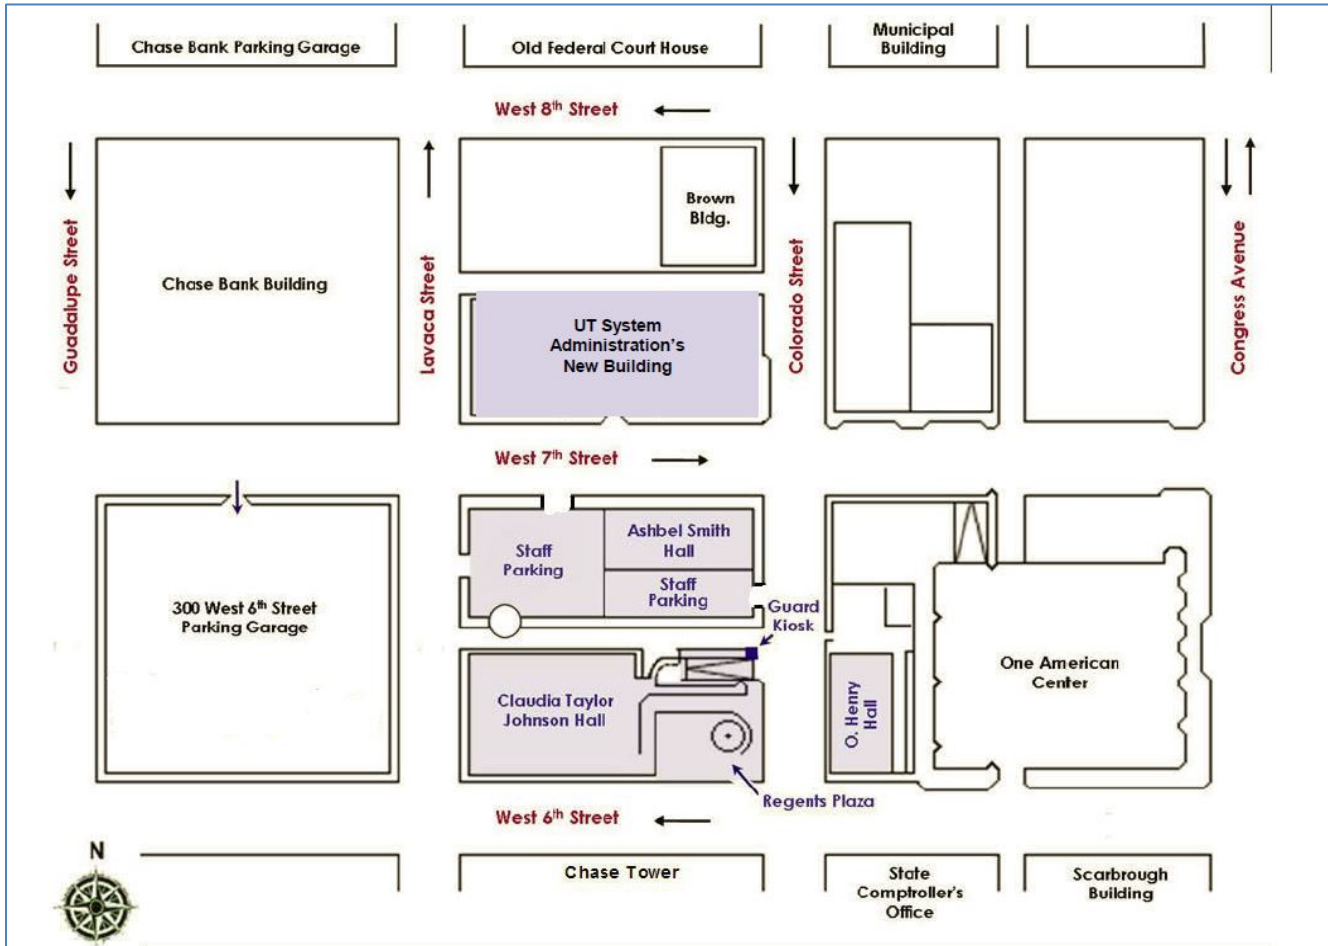 Chase Bank Parking Garage
Old Federal Court House
Municipal
Building
West 8th Street
Guadalupe Street
Chase Bank Building
Lavaca Street
Brown
Bldg.
UT System
Administration's
New Building
Colorado Street
Congress Avenue
West 7th Street
300 West 6th Street
Parking Garage
Staff
Parking
Ashbel Smith
Hall
Staff
Parking
Guard
Kiosk
Claudia Taylor
Johnson Hall
Regents Plaza
O. Henry
Hall
One American
Center
West 6th Street
N
Chase Tower
State
Comptroller's
Office
Scarbrough
Building